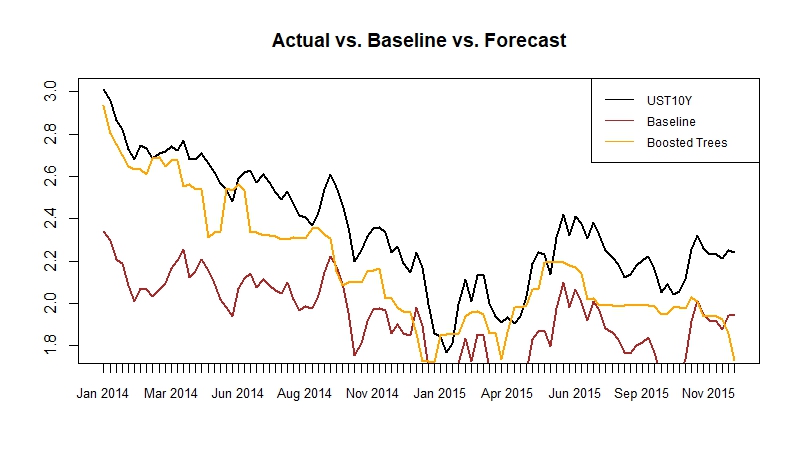 Actual vs. Baseline vs. Forecast
3.0
2.8
2.6
2.4
2.2
2.0
1.8
UST10Y
Baseline
Boosted Trees
Jan 2014 Mar 2014 Jun 2014 Aug 2014 Nov 2014 Jan 2015 Apr 2015 Jun 2015 Sep 2015 Nov 2015